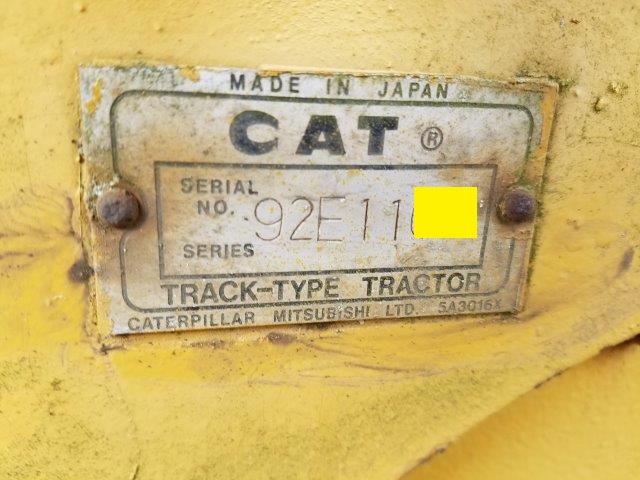 MADE IN JAPAN
CAT ®
SERIAL
NO. 92E11
SERIES
TRACK-TYPE TRACTOR
CATERPILLAR MITSUBISHI LTD. 5A3016X